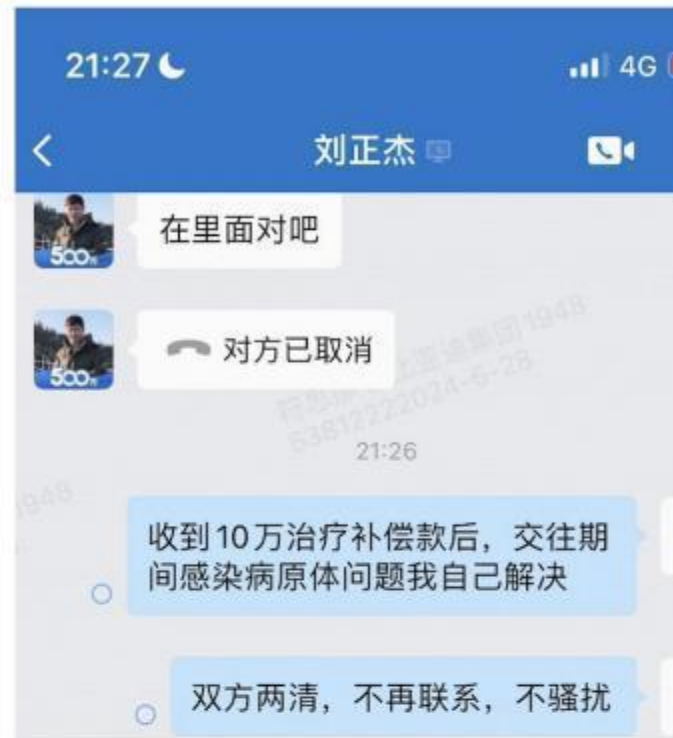 21:27
4G
刘正杰
在里面对吧
500
对方已取消
500
21:26
收到10万治疗补偿款后，交往期
间感染病原体问题我自己解决
双方两清，不再联系，不骚扰